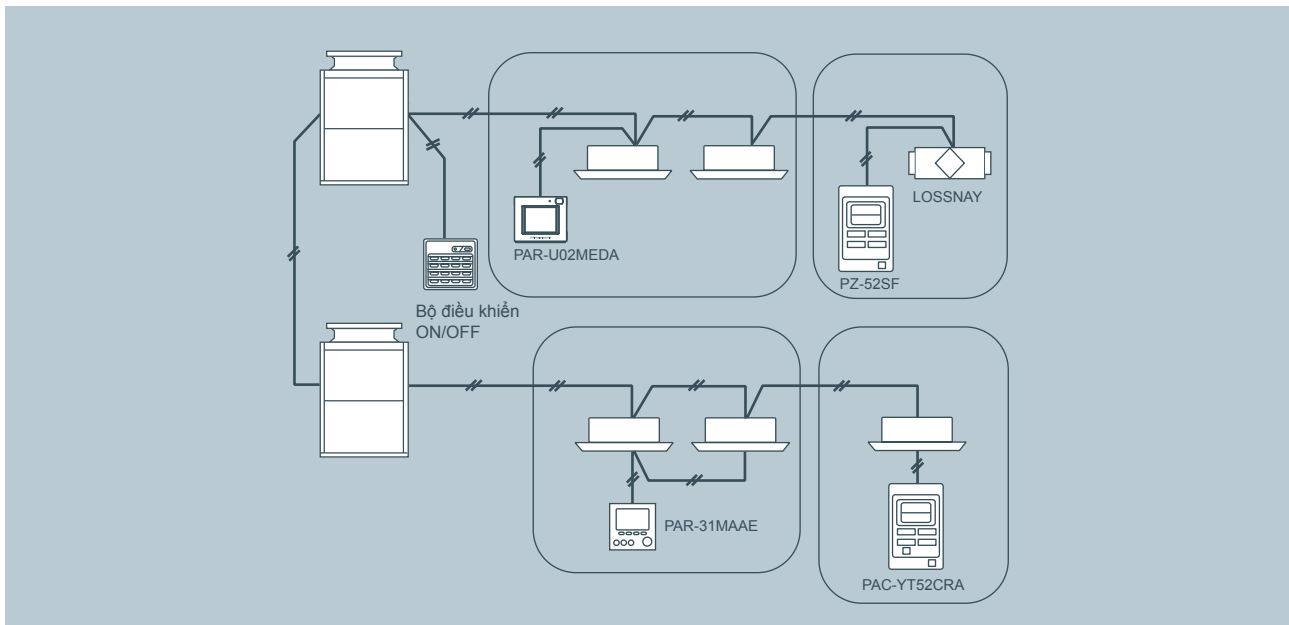 LOSSNAY
PAR-U02MEDA
PZ-52SF
Bộ điều khiển
ON/OFF
PAR-31MAAE
PAC-YT52CRA